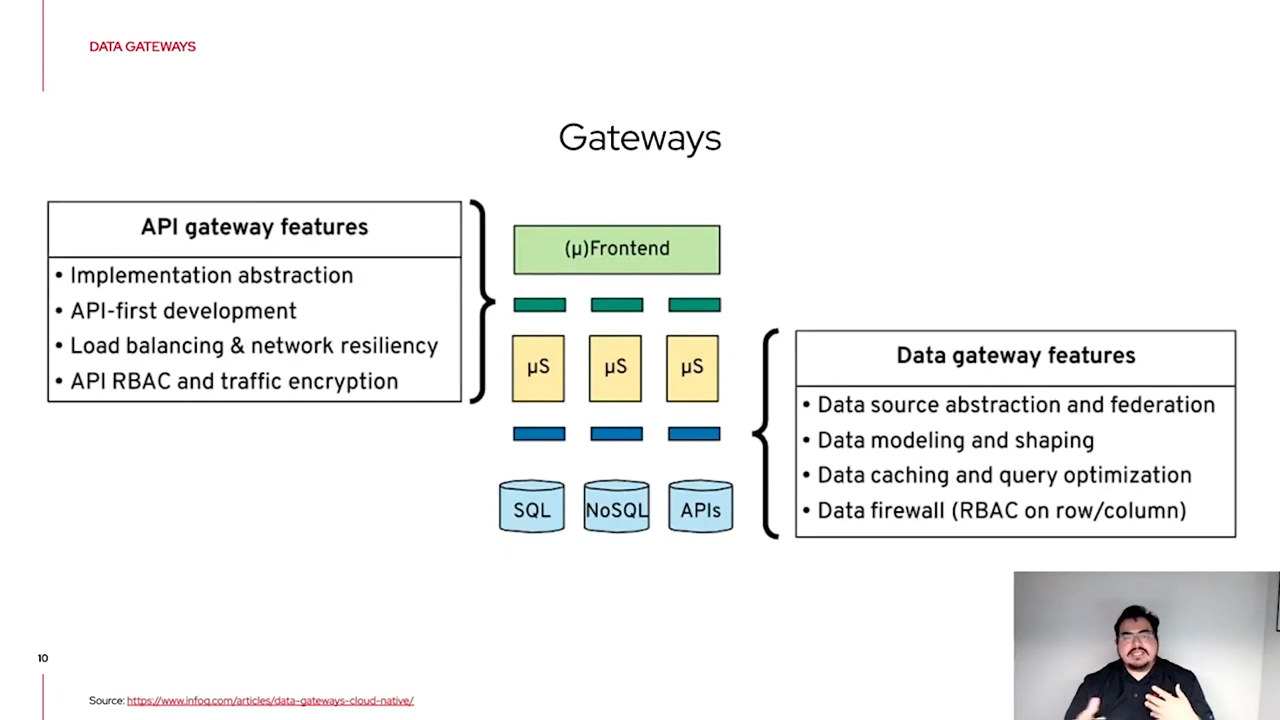 DATA GATEWAYS
Gateways
API gateway features
• Implementation abstraction
• API-first development
• Load balancing & network resiliency
• API RBAC and traffic encryption
(µ)Frontend
µS µS µS
SQL NoSQL APIs
Data gateway features
• Data source abstraction and federation
• Data modeling and shaping
• Data caching and query optimization
• Data firewall (RBAC on row/column)
10
Source: https://www.infoq.com/articles/data-gateways-cloud-native/